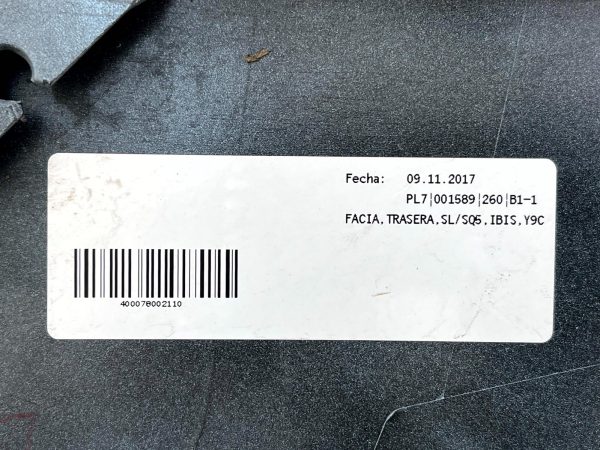 Fecha: 09.11.2017
PL7|001589|260|B1-1
FACIA,TRASERA,SL/SQ5,IBIS,Y9C
400078002110